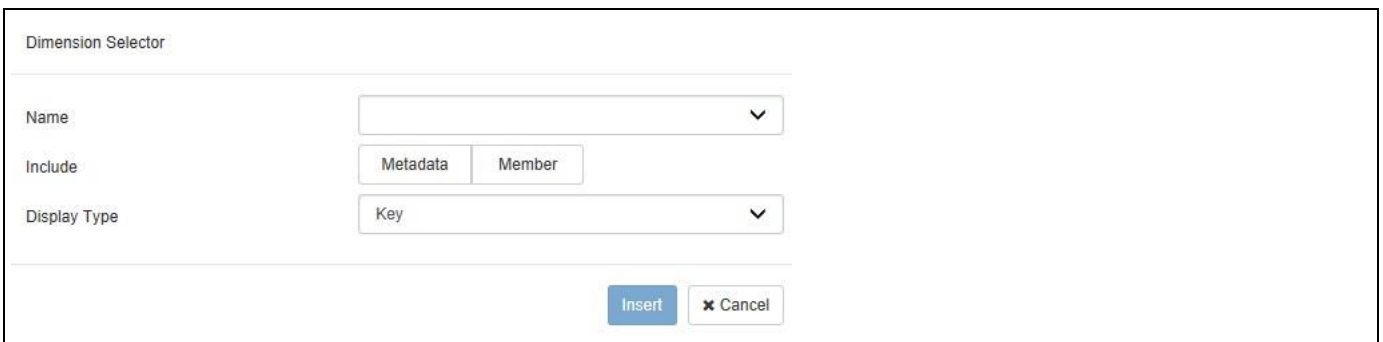 Dimension Selector
Name
Include Metadata Member
Display Type Key
Insert ✖ Cancel